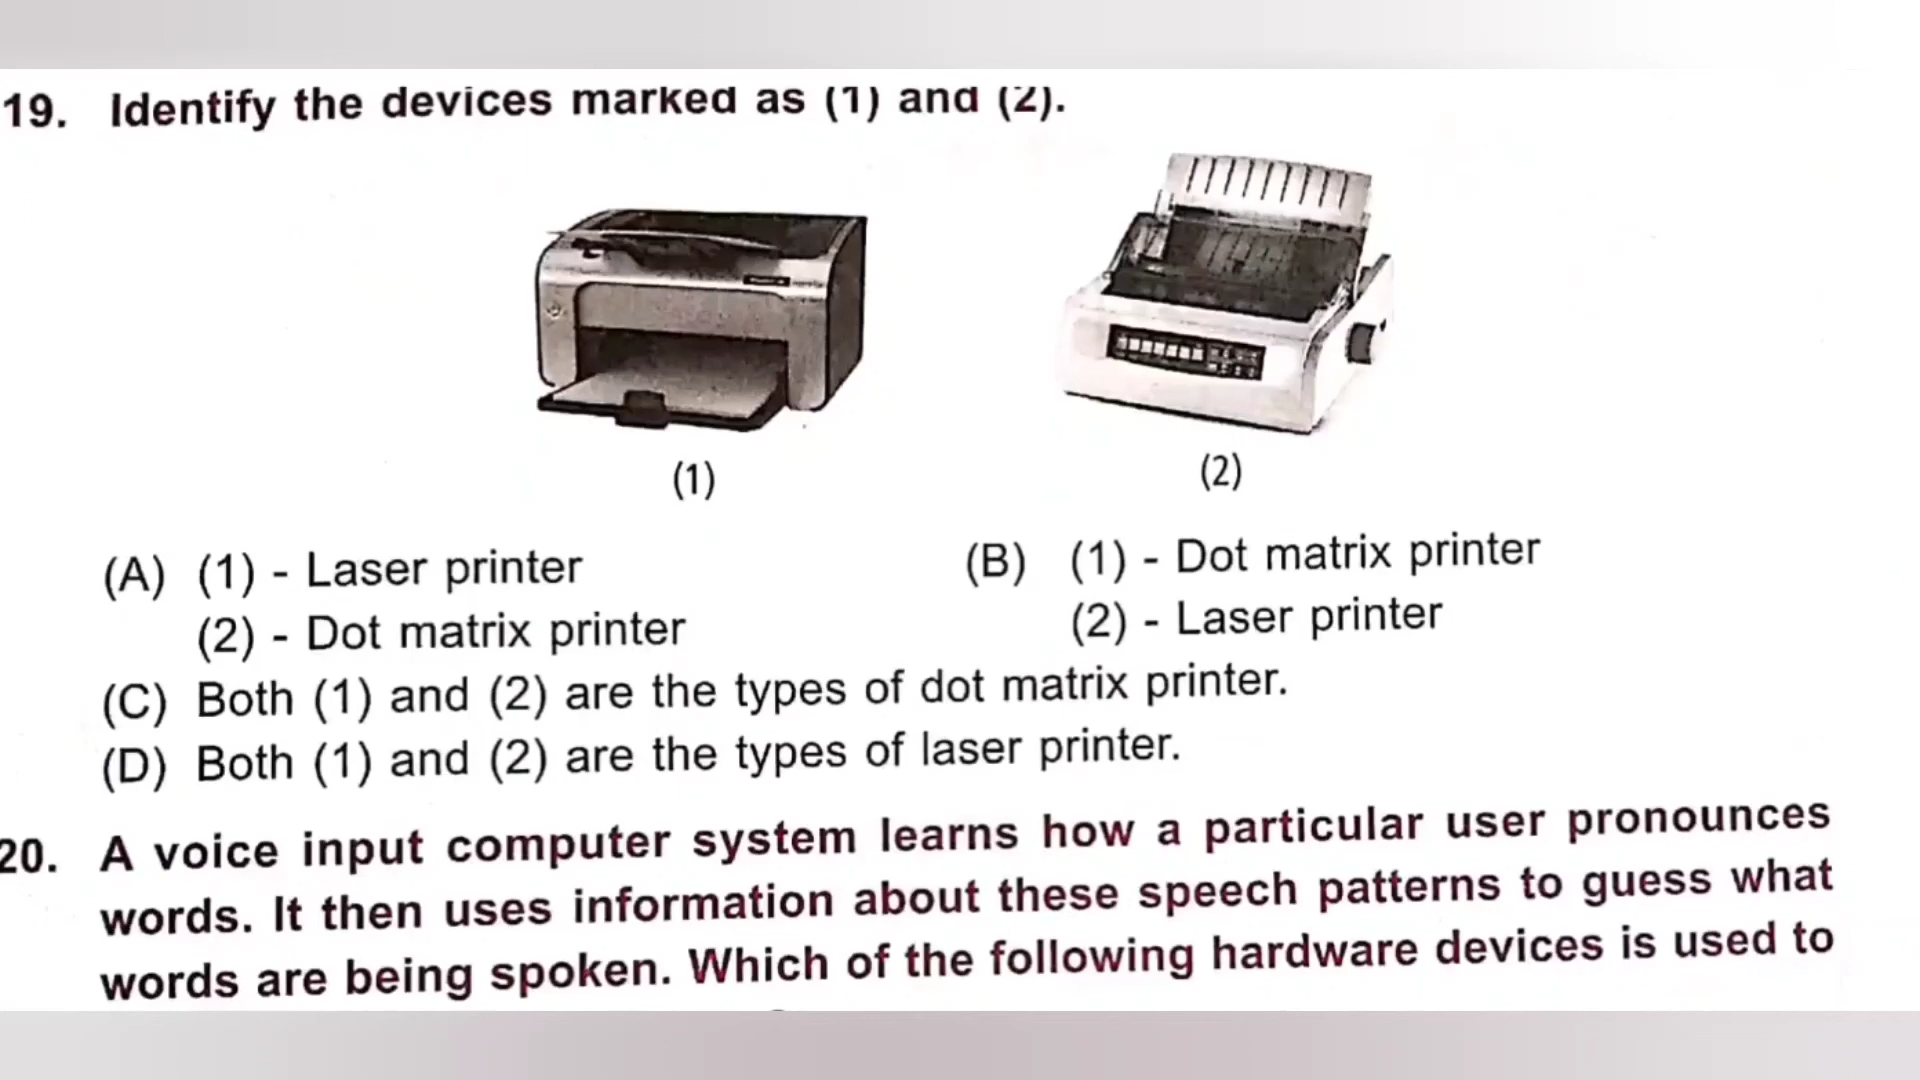 19. Identify the devices marked as (1) and (2).
(1)
(2)
(A) (1) - Laser printer
(2) - Dot matrix printer
(B) (1) - Dot matrix printer
(2) - Laser printer
(C) Both (1) and (2) are the types of dot matrix printer.
(D) Both (1) and (2) are the types of laser printer.
20. A voice input computer system learns how a particular user pronounces
words. It then uses information about these speech patterns to guess what
words are being spoken. Which of the following hardware devices is used to